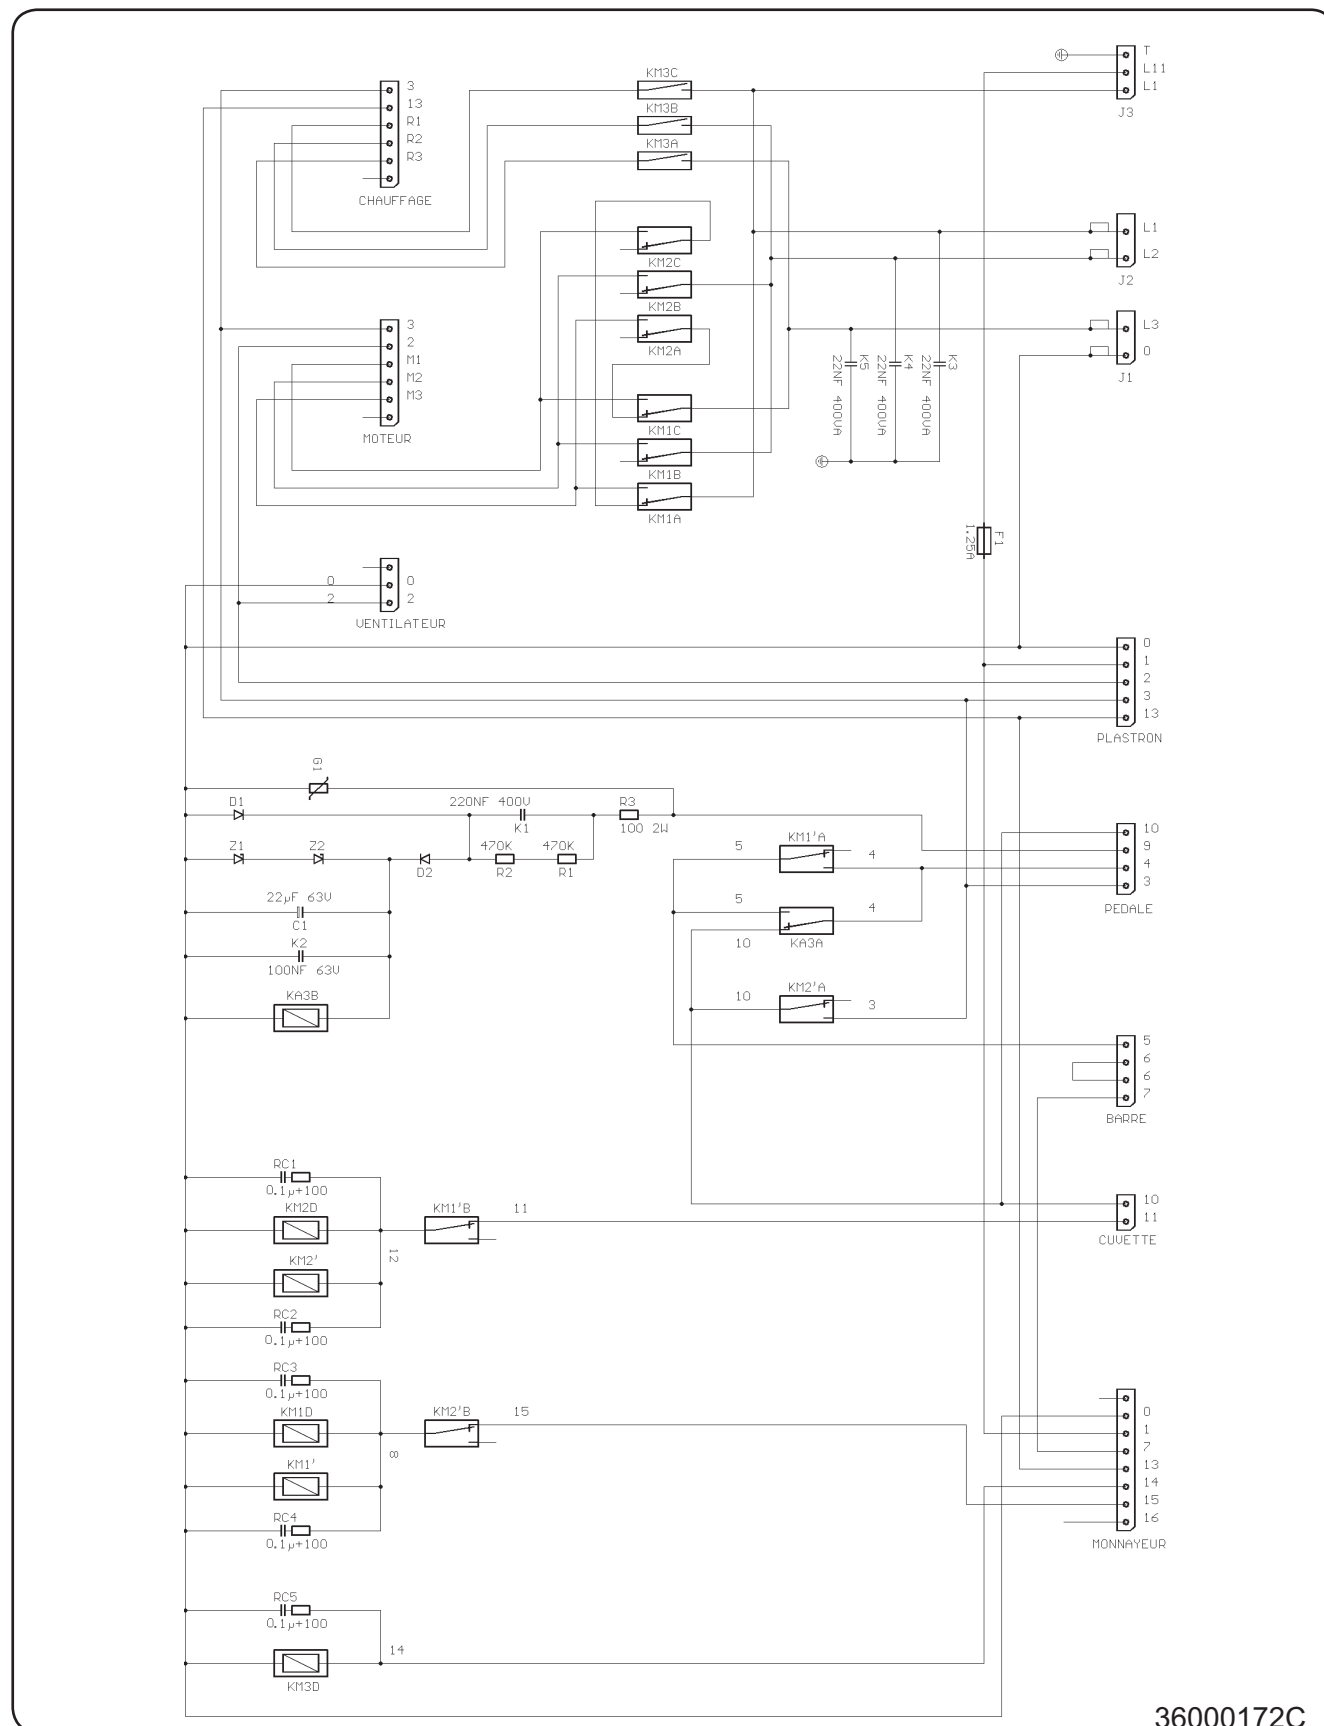 T
L11
L1
J3
KM3C
KM3B
KM3A
3
13
R1
R2
R3
CHAUFFAGE
KM2C
KM2B
KM2A
L1
L2
J2
3
2
M1
M2
M3
MOTEUR
L3
0
J1
K5
22NF 400VA
K4
22NF 400VA
K3
22NF 400VA
KM1C
KM1B
KM1A
F1
1.25A
0
2
0
2
VENTILATEUR
0
1
2
3
13
PLASTRON
G1
D1
220NF 400V
K1
R3
100 2W
Z1
Z2
D2
470K
R2
470K
R1
5
KM1'A
4
10
9
4
3
PEDALE
22µF 63V
C1
5
4
10
KA3A
K2
100NF 63V
KA3B
10
KM2'A
3
5
6
6
7
BARRE
RC1
0.1µ+100
KM2D
KM1'B
11
12
10
11
CUVETTE
KM2'
RC2
0.1µ+100
RC3
0.1µ+100
KM1D
KM2'B
15
8
KM1'
RC4
0.1µ+100
0
1
7
13
14
15
16
MONNAYEUR
RC5
0.1µ+100
14
KM3D
36000172C